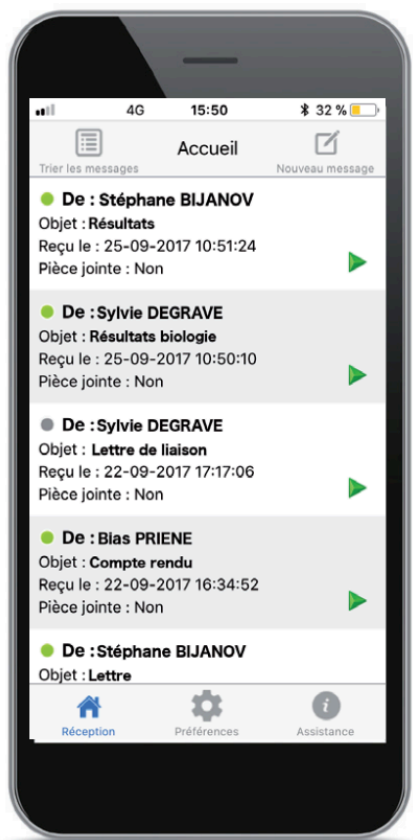 4G 15:50 32 %
Accueil
Trier les messages Nouveau message
De : Stéphane BIJANOV
Objet : Résultats
Reçu le : 25-09-2017 10:51:24
Pièce jointe : Non
De : Sylvie DEGRAVE
Objet : Résultats biologie
Reçu le : 25-09-2017 10:50:10
Pièce jointe : Non
De : Sylvie DEGRAVE
Objet : Lettre de liaison
Reçu le : 22-09-2017 17:17:06
Pièce jointe : Non
De : Bias PRIENE
Objet : Compte rendu
Reçu le : 22-09-2017 16:34:52
Pièce jointe : Non
De : Stéphane BIJANOV
Objet : Lettre
Réception Préférences Assistance